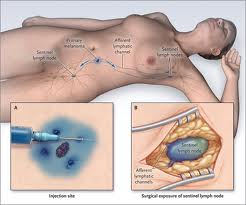 Primary
melanoma
Afferent
lymphatic
channel
Sentinel
lymph nodes
Sentinel
lymph node
A
Injection site
B
Sentinel
lymph node
Afferent
lymphatic
channels
Surgical exposure of sentinel lymph node